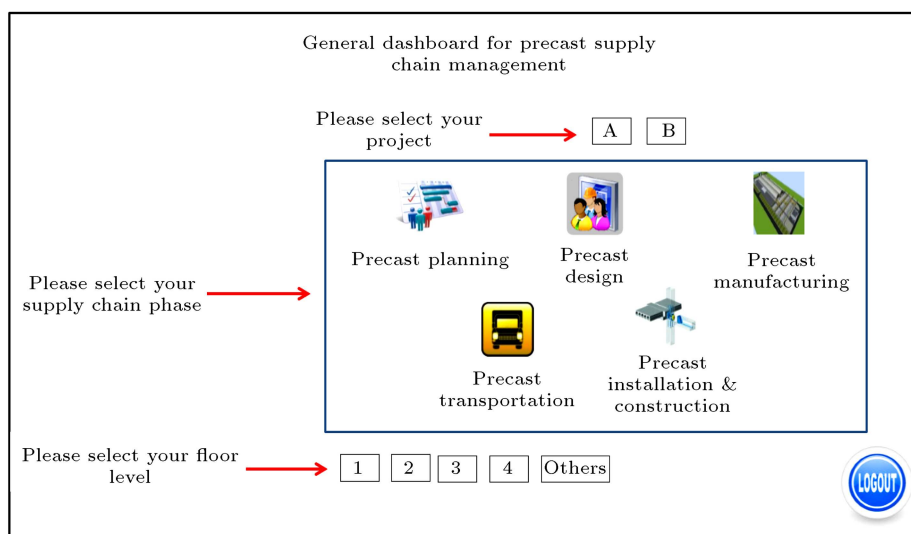 General dashboard for precast supply
chain management
Please select your
project
A
B
Precast planning
Precast
design
Precast
manufacturing
Please select your
supply chain phase
Precast
transportation
Precast
installation &
construction
Please select your floor
level
1
2
3
4
Others
LOGOUT